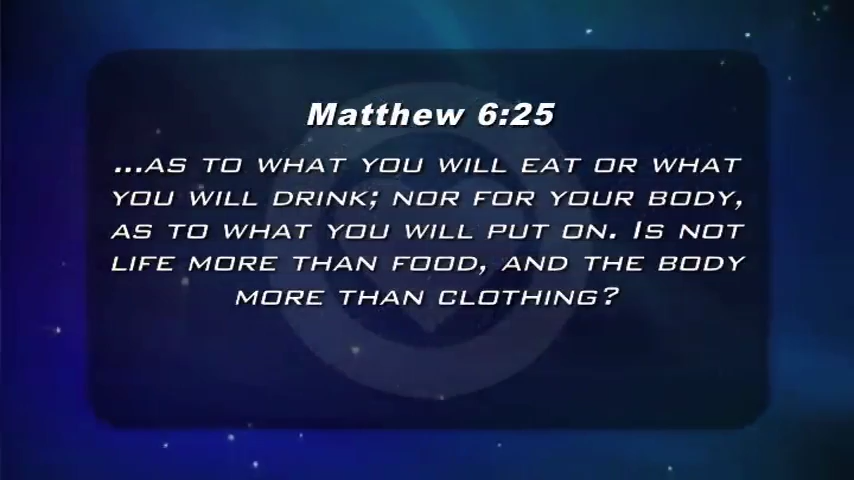 Matthew 6:25
...AS TO WHAT YOU WILL EAT OR WHAT
YOU WILL DRINK; NOR FOR YOUR BODY,
AS TO WHAT YOU WILL PUT ON. IS NOT
LIFE MORE THAN FOOD, AND THE BODY
MORE THAN CLOTHING?